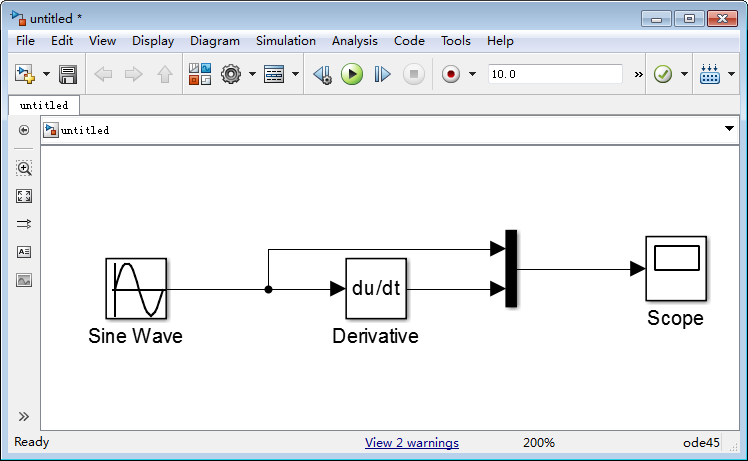 untitled *
File Edit View Display Diagram Simulation Analysis Code Tools Help
10.0 »
untitled
untitled
du/dt
Sine Wave Derivative Scope
Ready View 2 warnings 200% ode45